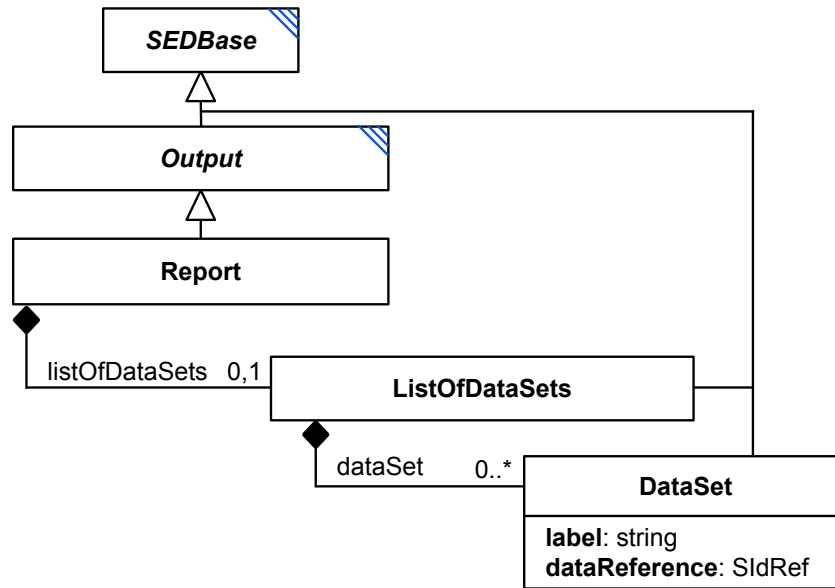 SEDBase
Output
Report
listOfDataSets 0,1
ListOfDataSets
dataSet 0..*
DataSet
label: string
dataReference: SIdRef